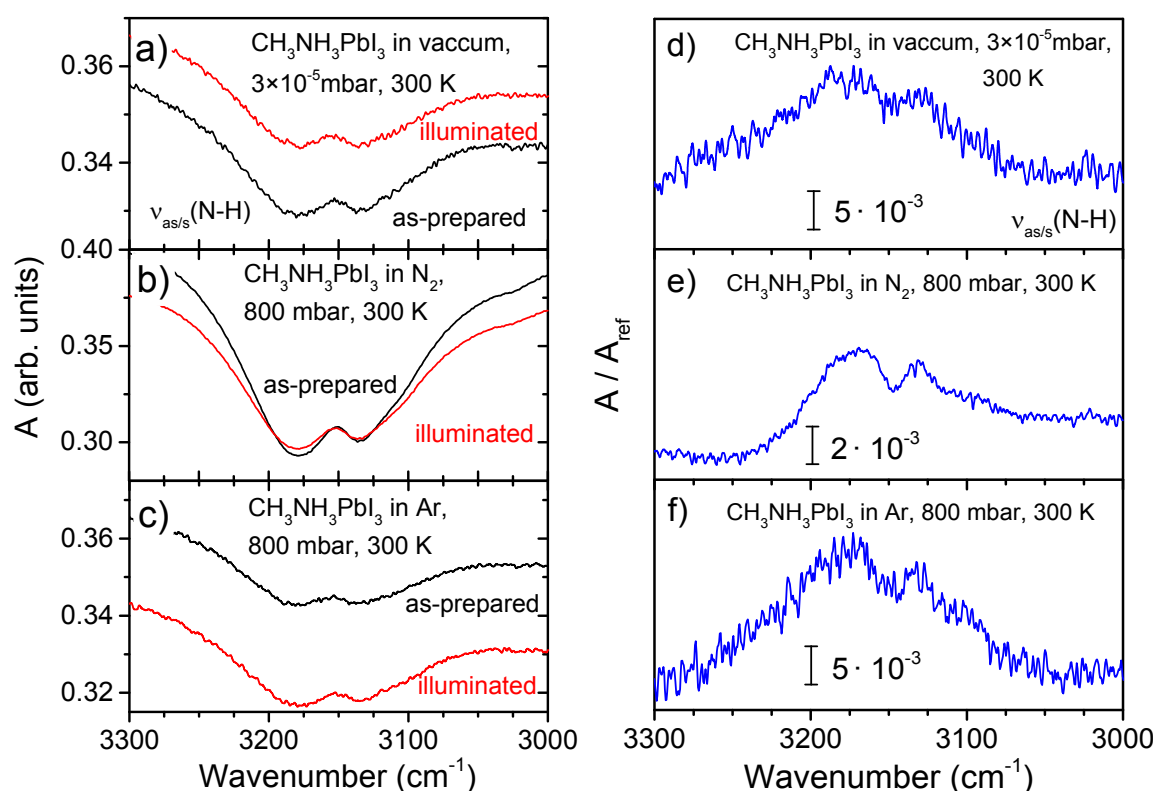 a)
CH₃NH₃PbI₃ in vaccum,
3×10⁻⁵mbar, 300 K
illuminated
as-prepared
ν_as/s(N-H)
0.36
0.34
b)
CH₃NH₃PbI₃ in N₂,
800 mbar, 300 K
as-prepared
illuminated
0.40
0.35
0.30
c)
CH₃NH₃PbI₃ in Ar,
800 mbar, 300 K
as-prepared
illuminated
0.36
0.34
0.32
A (arb. units)
3300 3200 3100 3000
Wavenumber (cm⁻¹)
d)
CH₃NH₃PbI₃ in vaccum, 3×10⁻⁵mbar,
300 K
5 · 10⁻³
ν_as/s(N-H)
e)
CH₃NH₃PbI₃ in N₂, 800 mbar, 300 K
2 · 10⁻³
f)
CH₃NH₃PbI₃ in Ar, 800 mbar, 300 K
5 · 10⁻³
A / A_ref
3300 3200 3100 3000
Wavenumber (cm⁻¹)